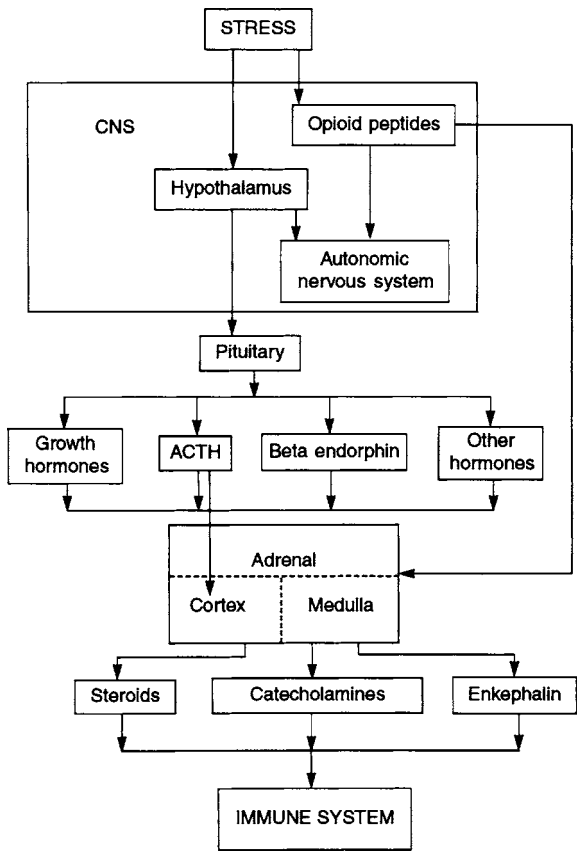 STRESS
CNS
Opioid peptides
Hypothalamus
Autonomic
nervous system
Pituitary
Growth
hormones
ACTH
Beta endorphin
Other
hormones
Adrenal
Cortex
Medulla
Steroids
Catecholamines
Enkephalin
IMMUNE SYSTEM